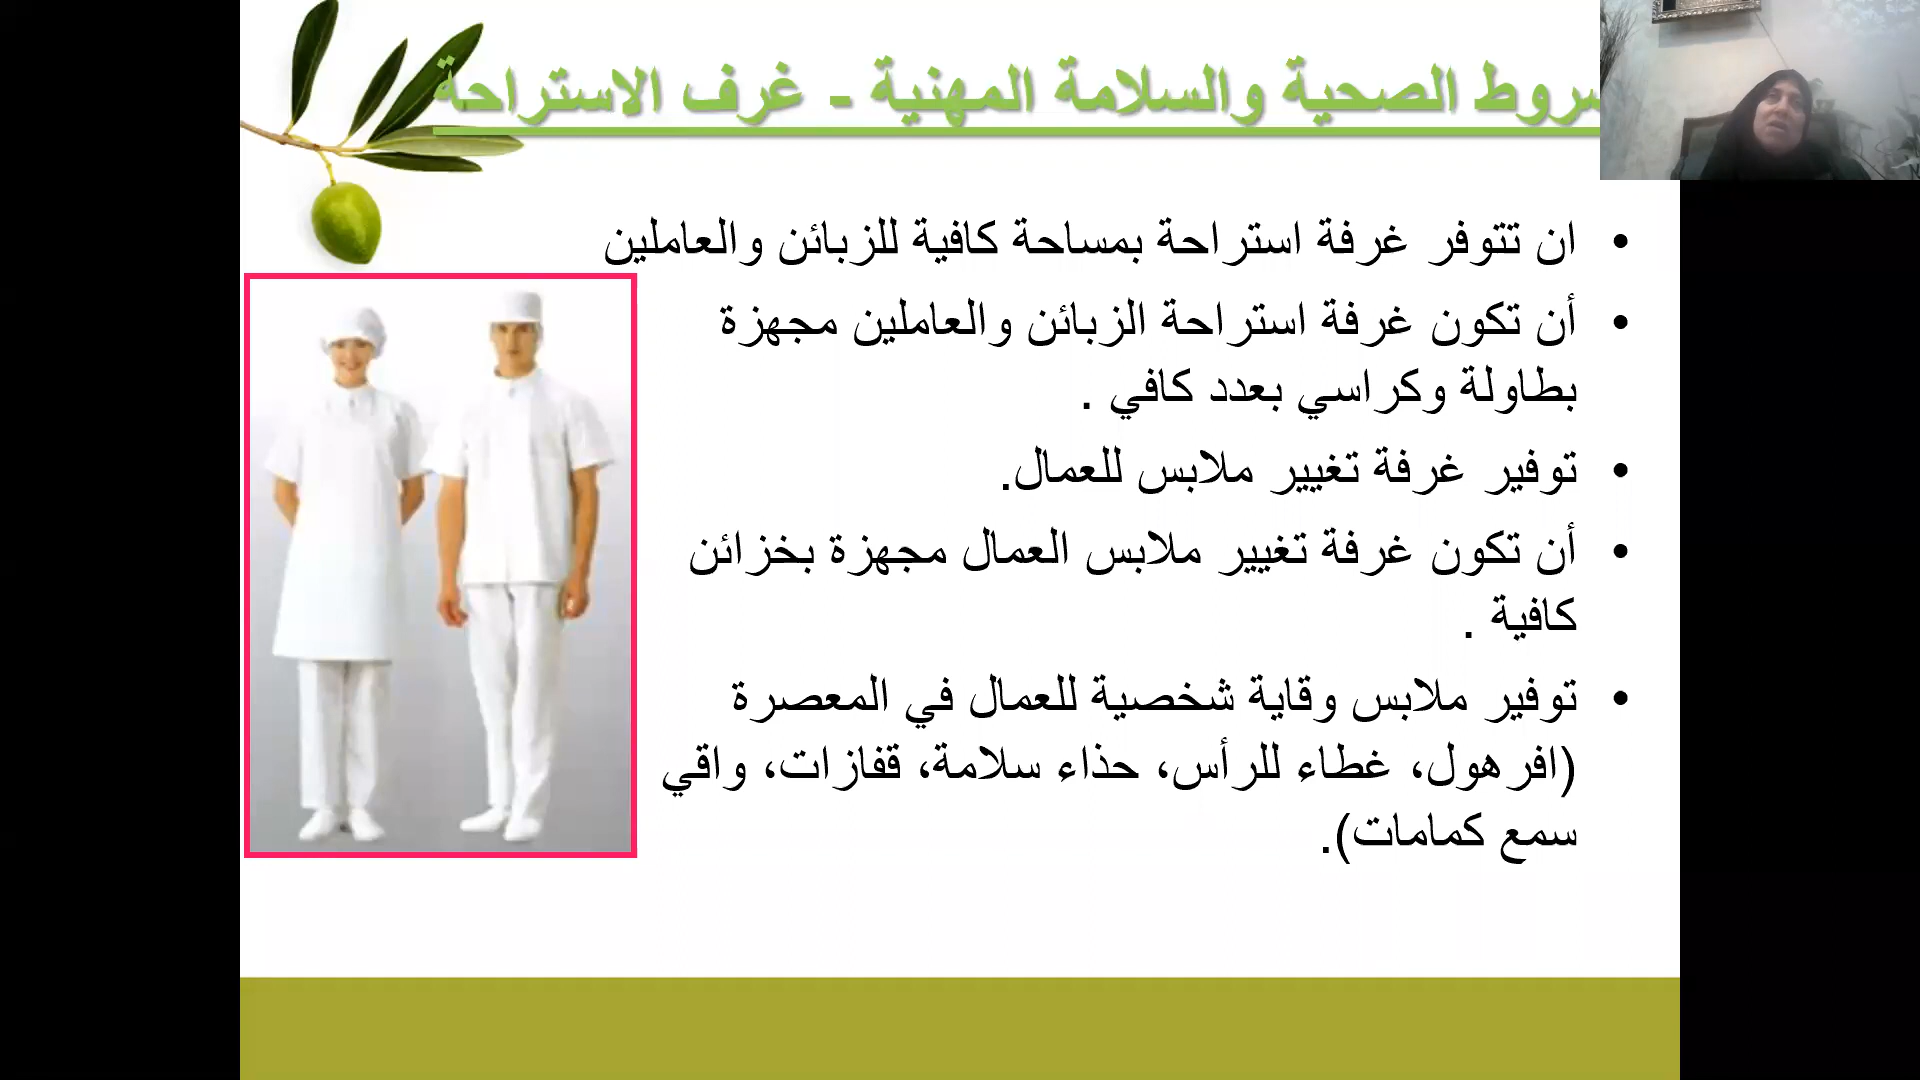 شروط الصحية والسلامة المهنية - غرف الاستراحة
• ان تتوفر غرفة استراحة بمساحة كافية للزبائن والعاملين
• أن تكون غرفة استراحة الزبائن والعاملين مجهزة
بطاولة وكراسي بعدد كافي .
• توفير غرفة تغيير ملابس للعمال.
• أن تكون غرفة تغيير ملابس العمال مجهزة بخزائن
كافية .
• توفير ملابس وقاية شخصية للعمال في المعصرة
(افرهول، غطاء للرأس، حذاء سلامة، قفازات، واقي
سمع كمامات).